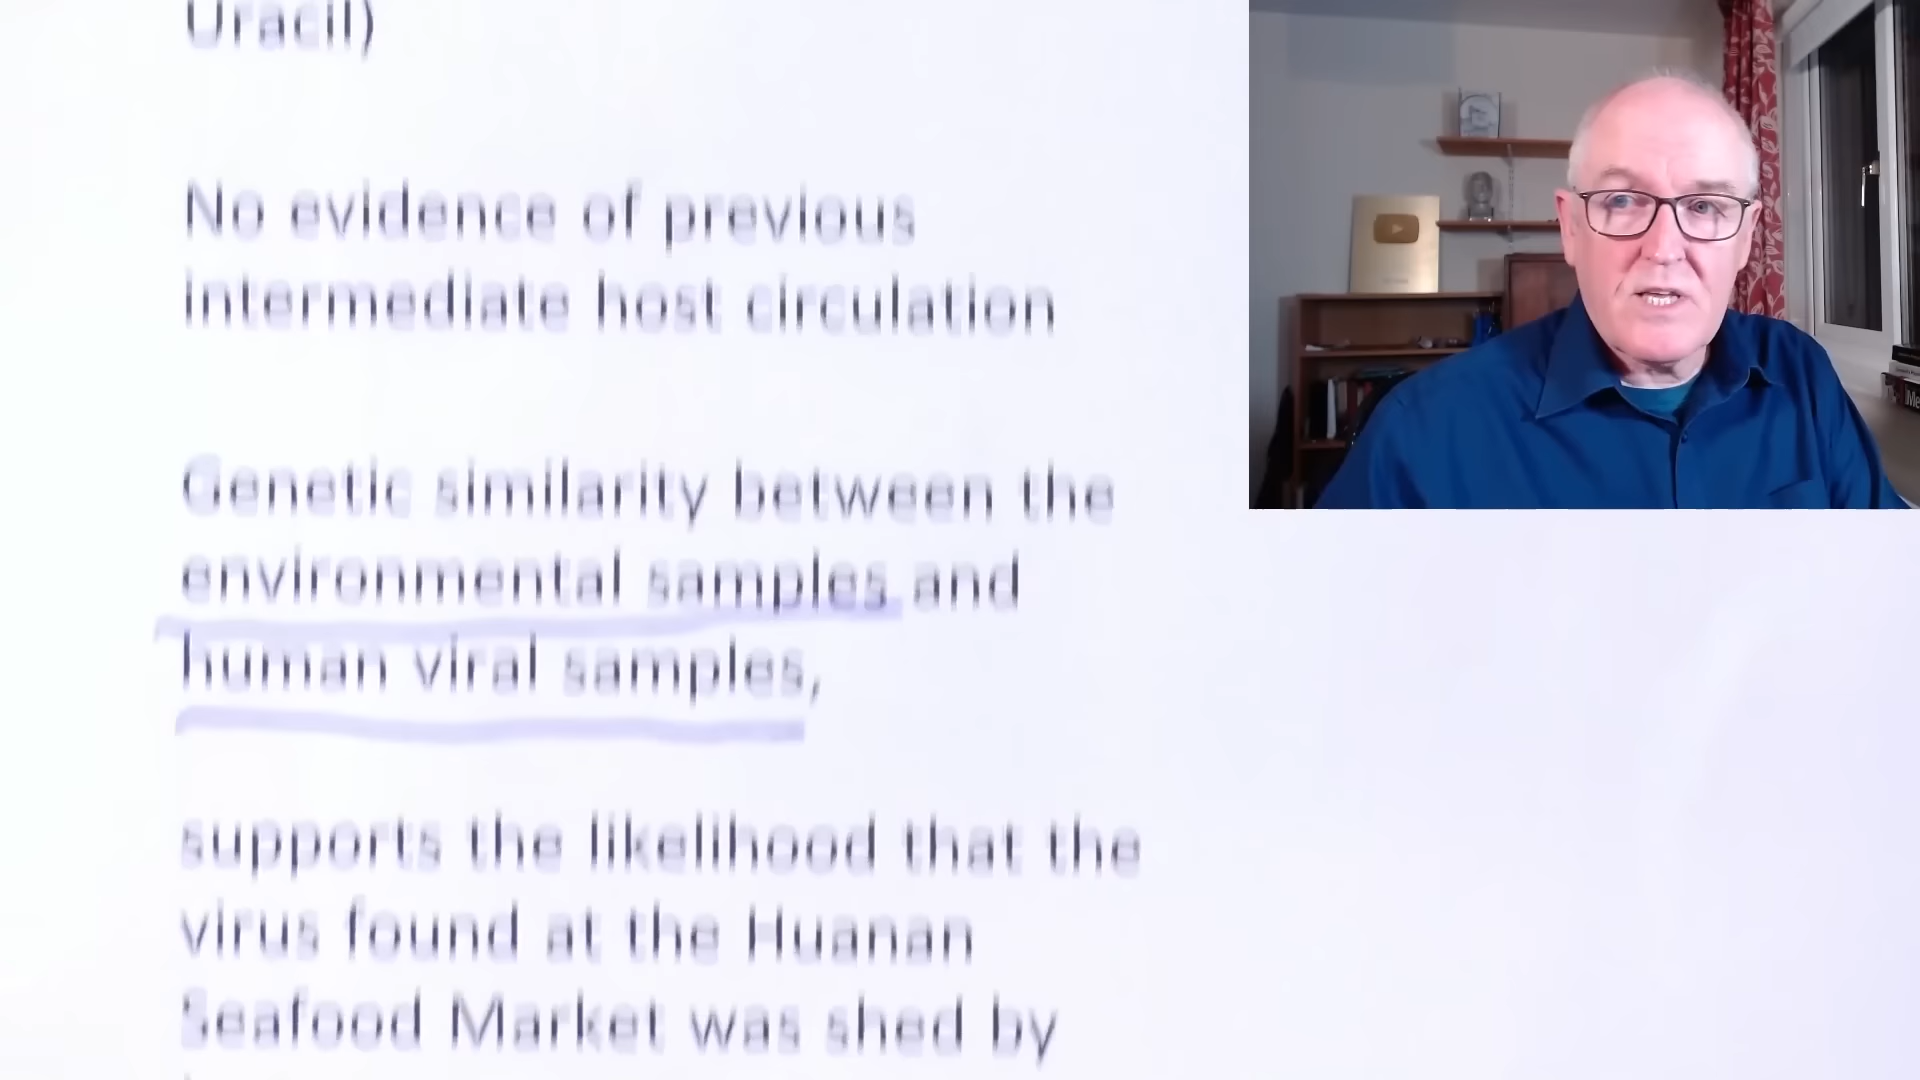 Uracil)
No evidence of previous
intermediate host circulation
Genetic similarity between the
environmental samples and
human viral samples,
supports the likelihood that the
virus found at the Huanan
Seafood Market was shed by